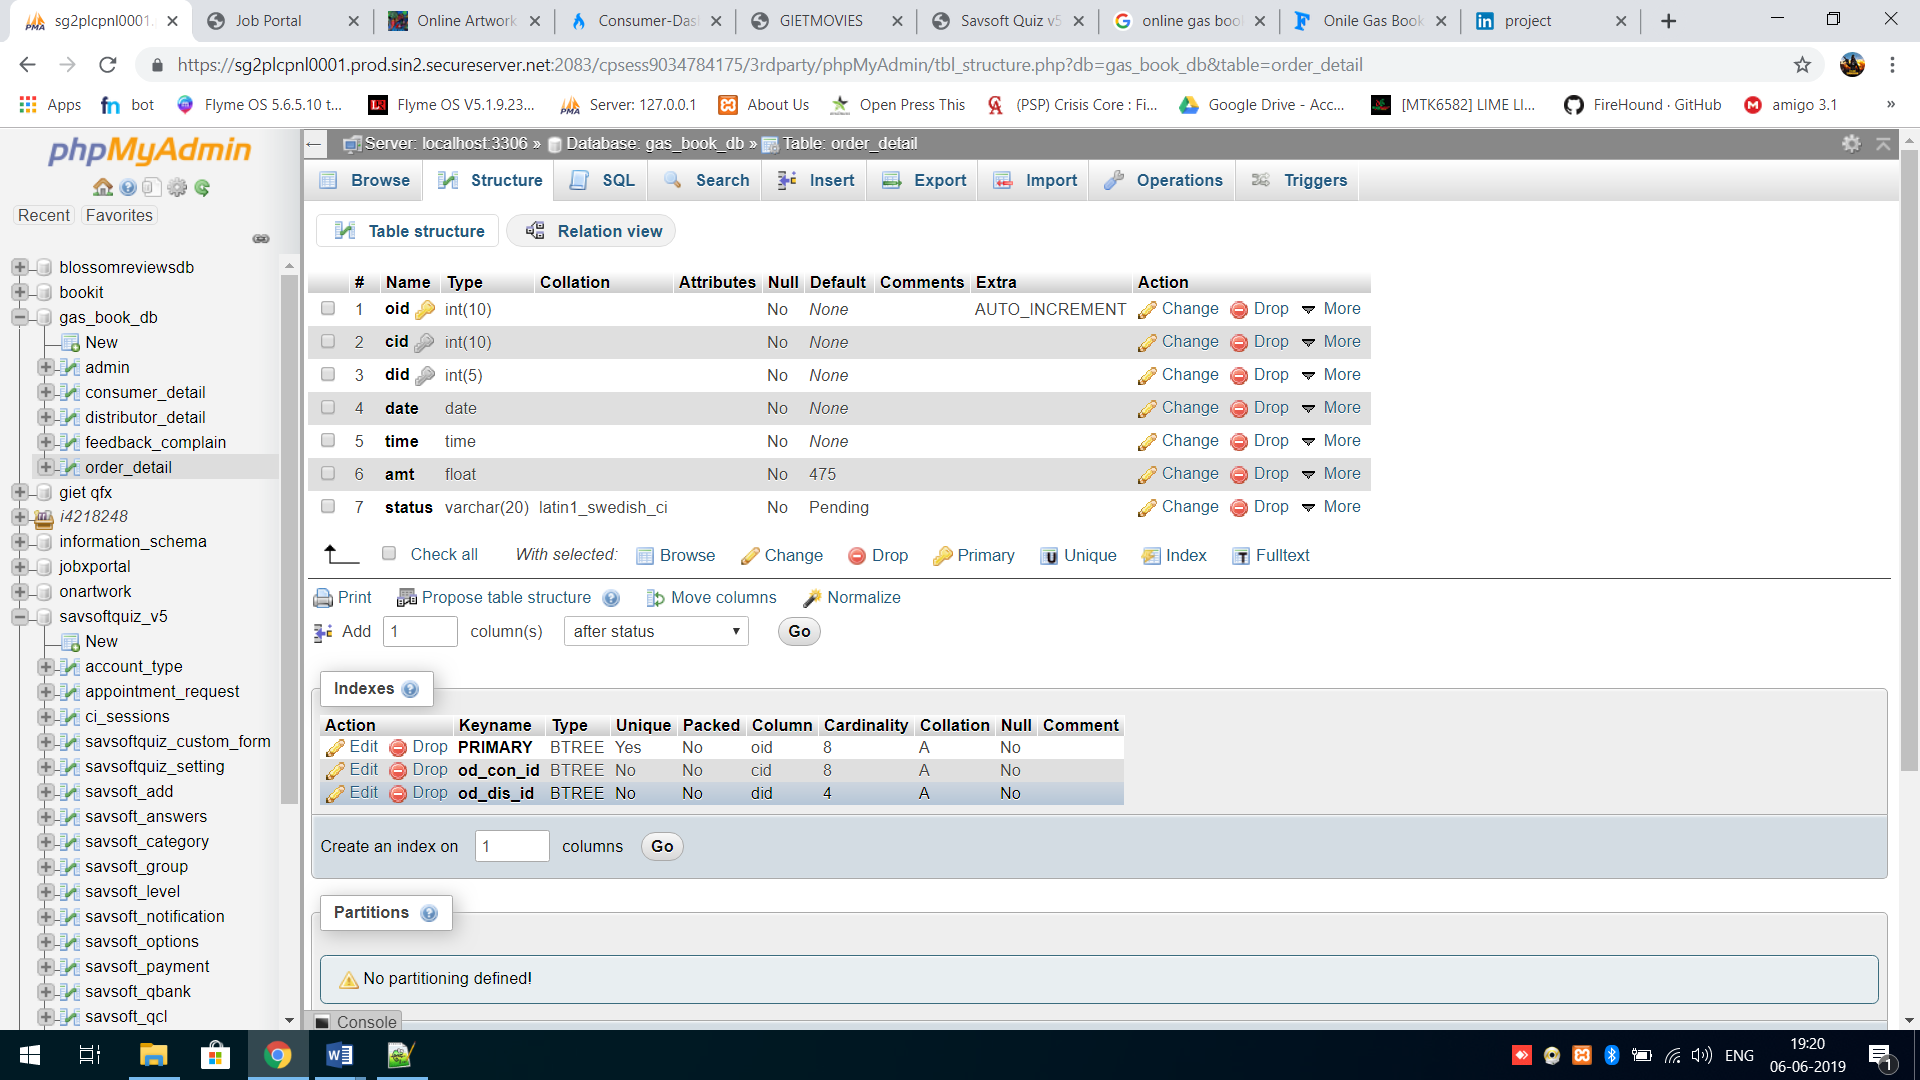 sg2plcpnl0001.
Job Portal
Online Artwork
Consumer-Das
GIETMOVIES
Savsoft Quiz v5
online gas boo
Onile Gas Book
project
https://sg2plcpnl0001.prod.sin2.secureserver.net:2083/cpsess9034784175/3rdparty/phpMyAdmin/tbl_structure.php?db=gas_book_db&table=order_detail
Apps
bot
Flyme OS 5.6.5.10 t...
Flyme OS V5.1.9.23...
Server: 127.0.0.1
About Us
Open Press This
(PSP) Crisis Core : Fi...
Google Drive - Acc...
[MTK6582] LIME LI...
FireHound · GitHub
amigo 3.1
»
phpMyAdmin
Recent
Favorites
blossomreviewsdb
bookit
gas_book_db
New
admin
consumer_detail
distributor_detail
feedback_complain
order_detail
giet qfx
i4218248
information_schema
jobxportal
onartwork
savsoftquiz_v5
New
account_type
appointment_request
ci_sessions
savsoftquiz_custom_form
savsoftquiz_setting
savsoft_add
savsoft_answers
savsoft_category
savsoft_group
savsoft_level
savsoft_notification
savsoft_options
savsoft_payment
savsoft_qbank
savsoft_qcl
Server: localhost:3306 » Database: gas_book_db » Table: order_detail
Browse Structure SQL Search Insert Export Import Operations Triggers
Table structure Relation view
# Name Type Collation Attributes Null Default Comments Extra Action
1 oid int(10) No None AUTO_INCREMENT Change Drop More
2 cid int(10) No None Change Drop More
3 did int(5) No None Change Drop More
4 date date No None Change Drop More
5 time time No None Change Drop More
6 amt float No 475 Change Drop More
7 status varchar(20) latin1_swedish_ci No Pending Change Drop More
Check all With selected: Browse Change Drop Primary Unique Index Fulltext
Print Propose table structure Move columns Normalize
Add 1 column(s) after status Go
Indexes
Action Keyname Type Unique Packed Column Cardinality Collation Null Comment
Edit Drop PRIMARY BTREE Yes No oid 8 A No
Edit Drop od_con_id BTREE No No cid 8 A No
Edit Drop od_dis_id BTREE No No did 4 A No
Create an index on 1 columns Go
Partitions
No partitioning defined!
Console
ENG
19:20
06-06-2019
1